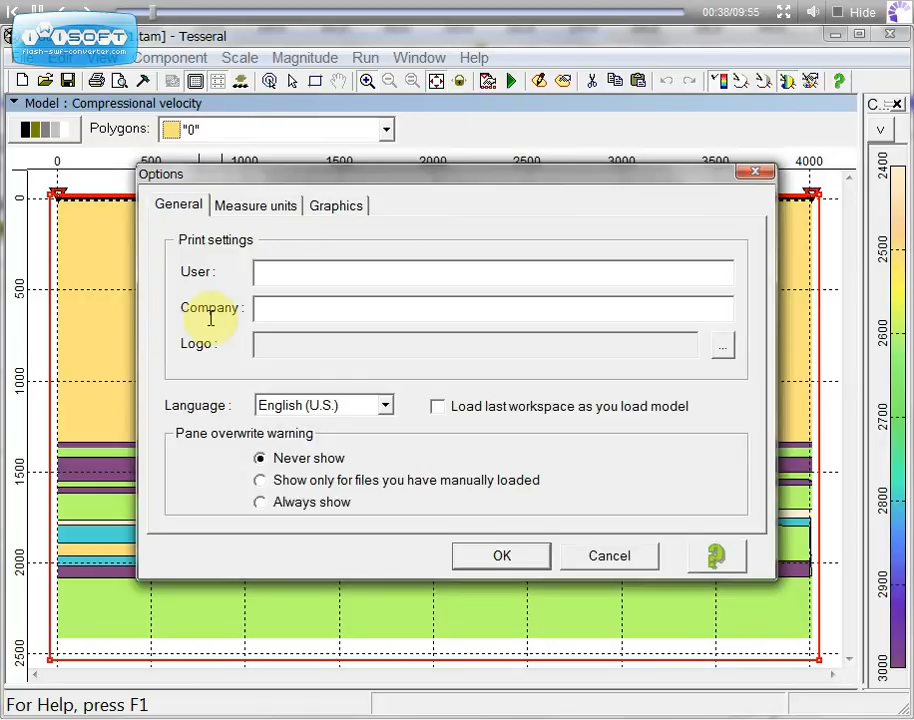 00:38/09:55 Hide
iWiSOFT
flash-swf-converter.com
.tam] - Tesseral
File Edit View Component Scale Magnitude Run Window Help
Model : Compressional velocity
C...
Polygons: "0"
V
0 500 1000 1500 2000 2500 3000 3500 4000
0
500
1000
1500
2000
2500
2400
2500
2600
2700
2800
2900
3000
Options
General Measure units Graphics
Print settings
User :
Company :
Logo :
...
Language : English (U.S.) Load last workspace as you load model
Pane overwrite warning
Never show
Show only for files you have manually loaded
Always show
OK Cancel
For Help, press F1